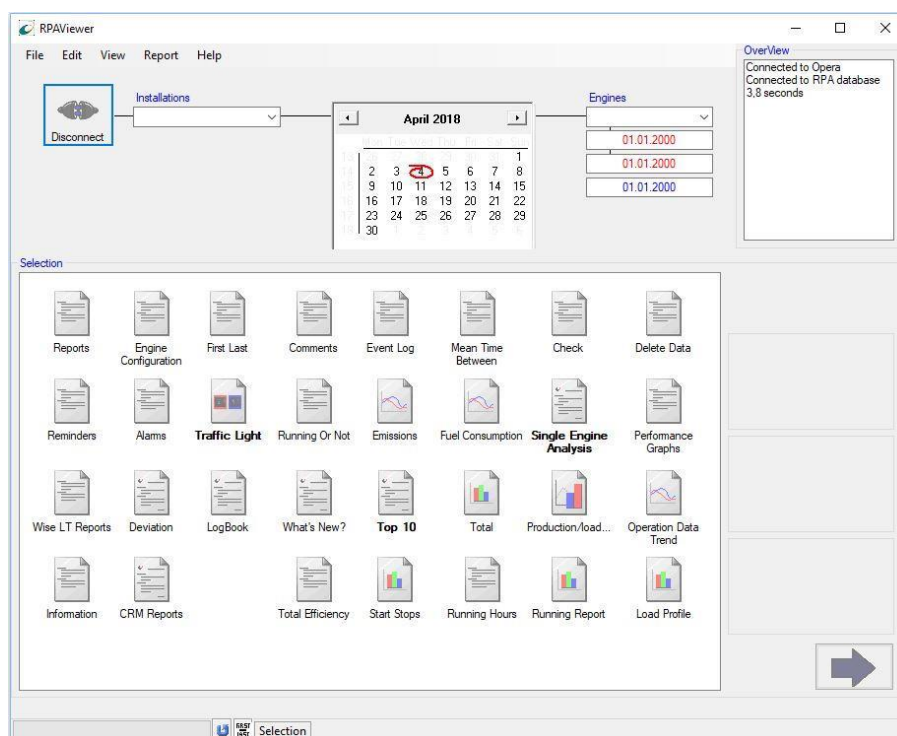 RPAViewer
File Edit View Report Help
OverView
Connected to Opera
Connected to RPA database
3,8 seconds
Disconnect
Installations
April 2018
1
2 3 4 5 6 7 8
9 10 11 12 13 14 15
16 17 18 19 20 21 22
23 24 25 26 27 28 29
30
Engines
01.01.2000
01.01.2000
01.01.2000
Selection
Reports
Engine
Configuration
First Last
Comments
Event Log
Mean Time
Between
Check
Delete Data
Reminders
Alarms
Traffic Light
Running Or Not
Emissions
Fuel Consumption
Single Engine
Analysis
Performance
Graphs
Wise LT Reports
Deviation
LogBook
What's New?
Top 10
Total
Production/load...
Operation Data
Trend
Information
CRM Reports
Total Efficiency
Start Stops
Running Hours
Running Report
Load Profile
Selection